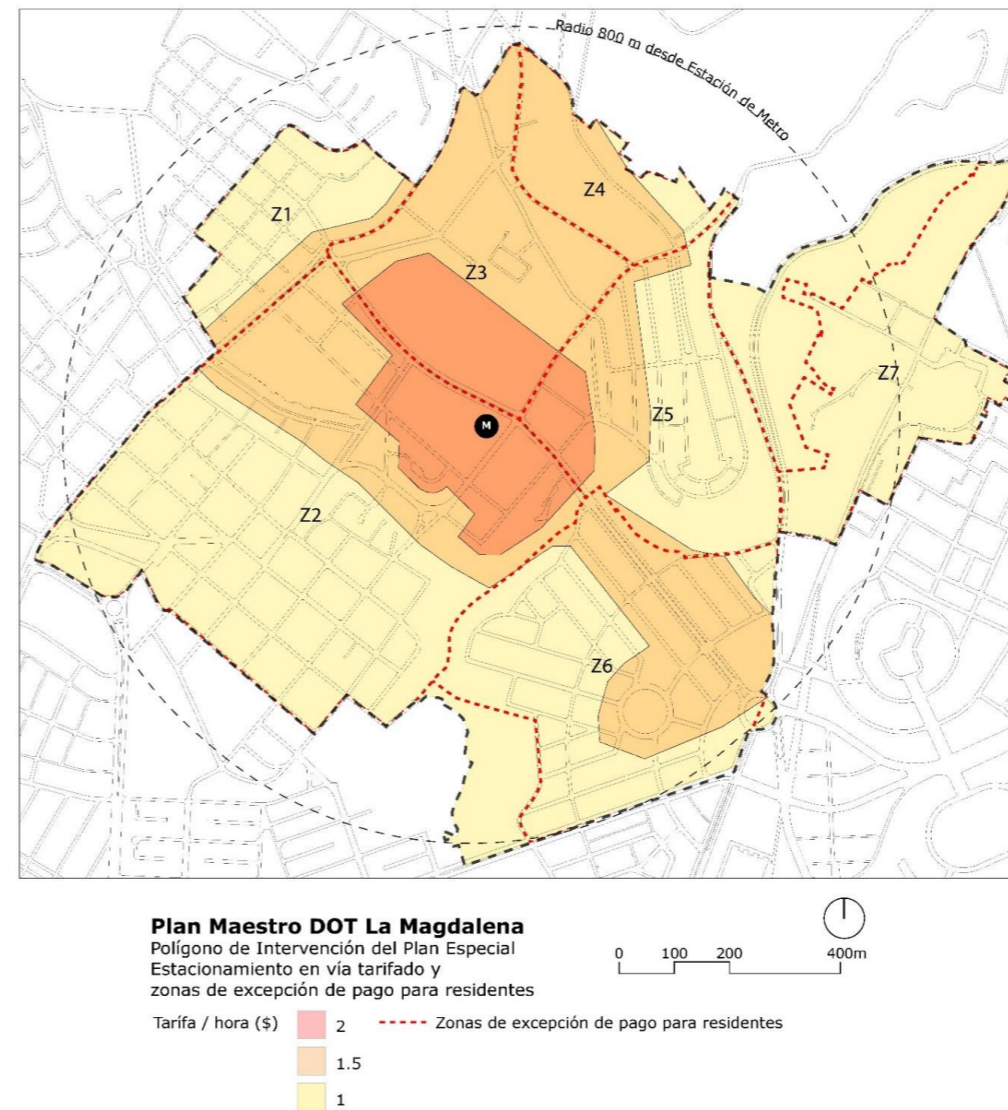 Radio 800 m desde Estación de Metro
Z4
Z1
Z3
Z7
Z5
M
Z2
Z6
Plan Maestro DOT La Magdalena
Polígono de Intervención del Plan Especial
Estacionamiento en vía tarifado y
zonas de excepción de pago para residentes
0 100 200 400m
Tarífa / hora ($) 2 Zonas de excepción de pago para residentes
1.5
1